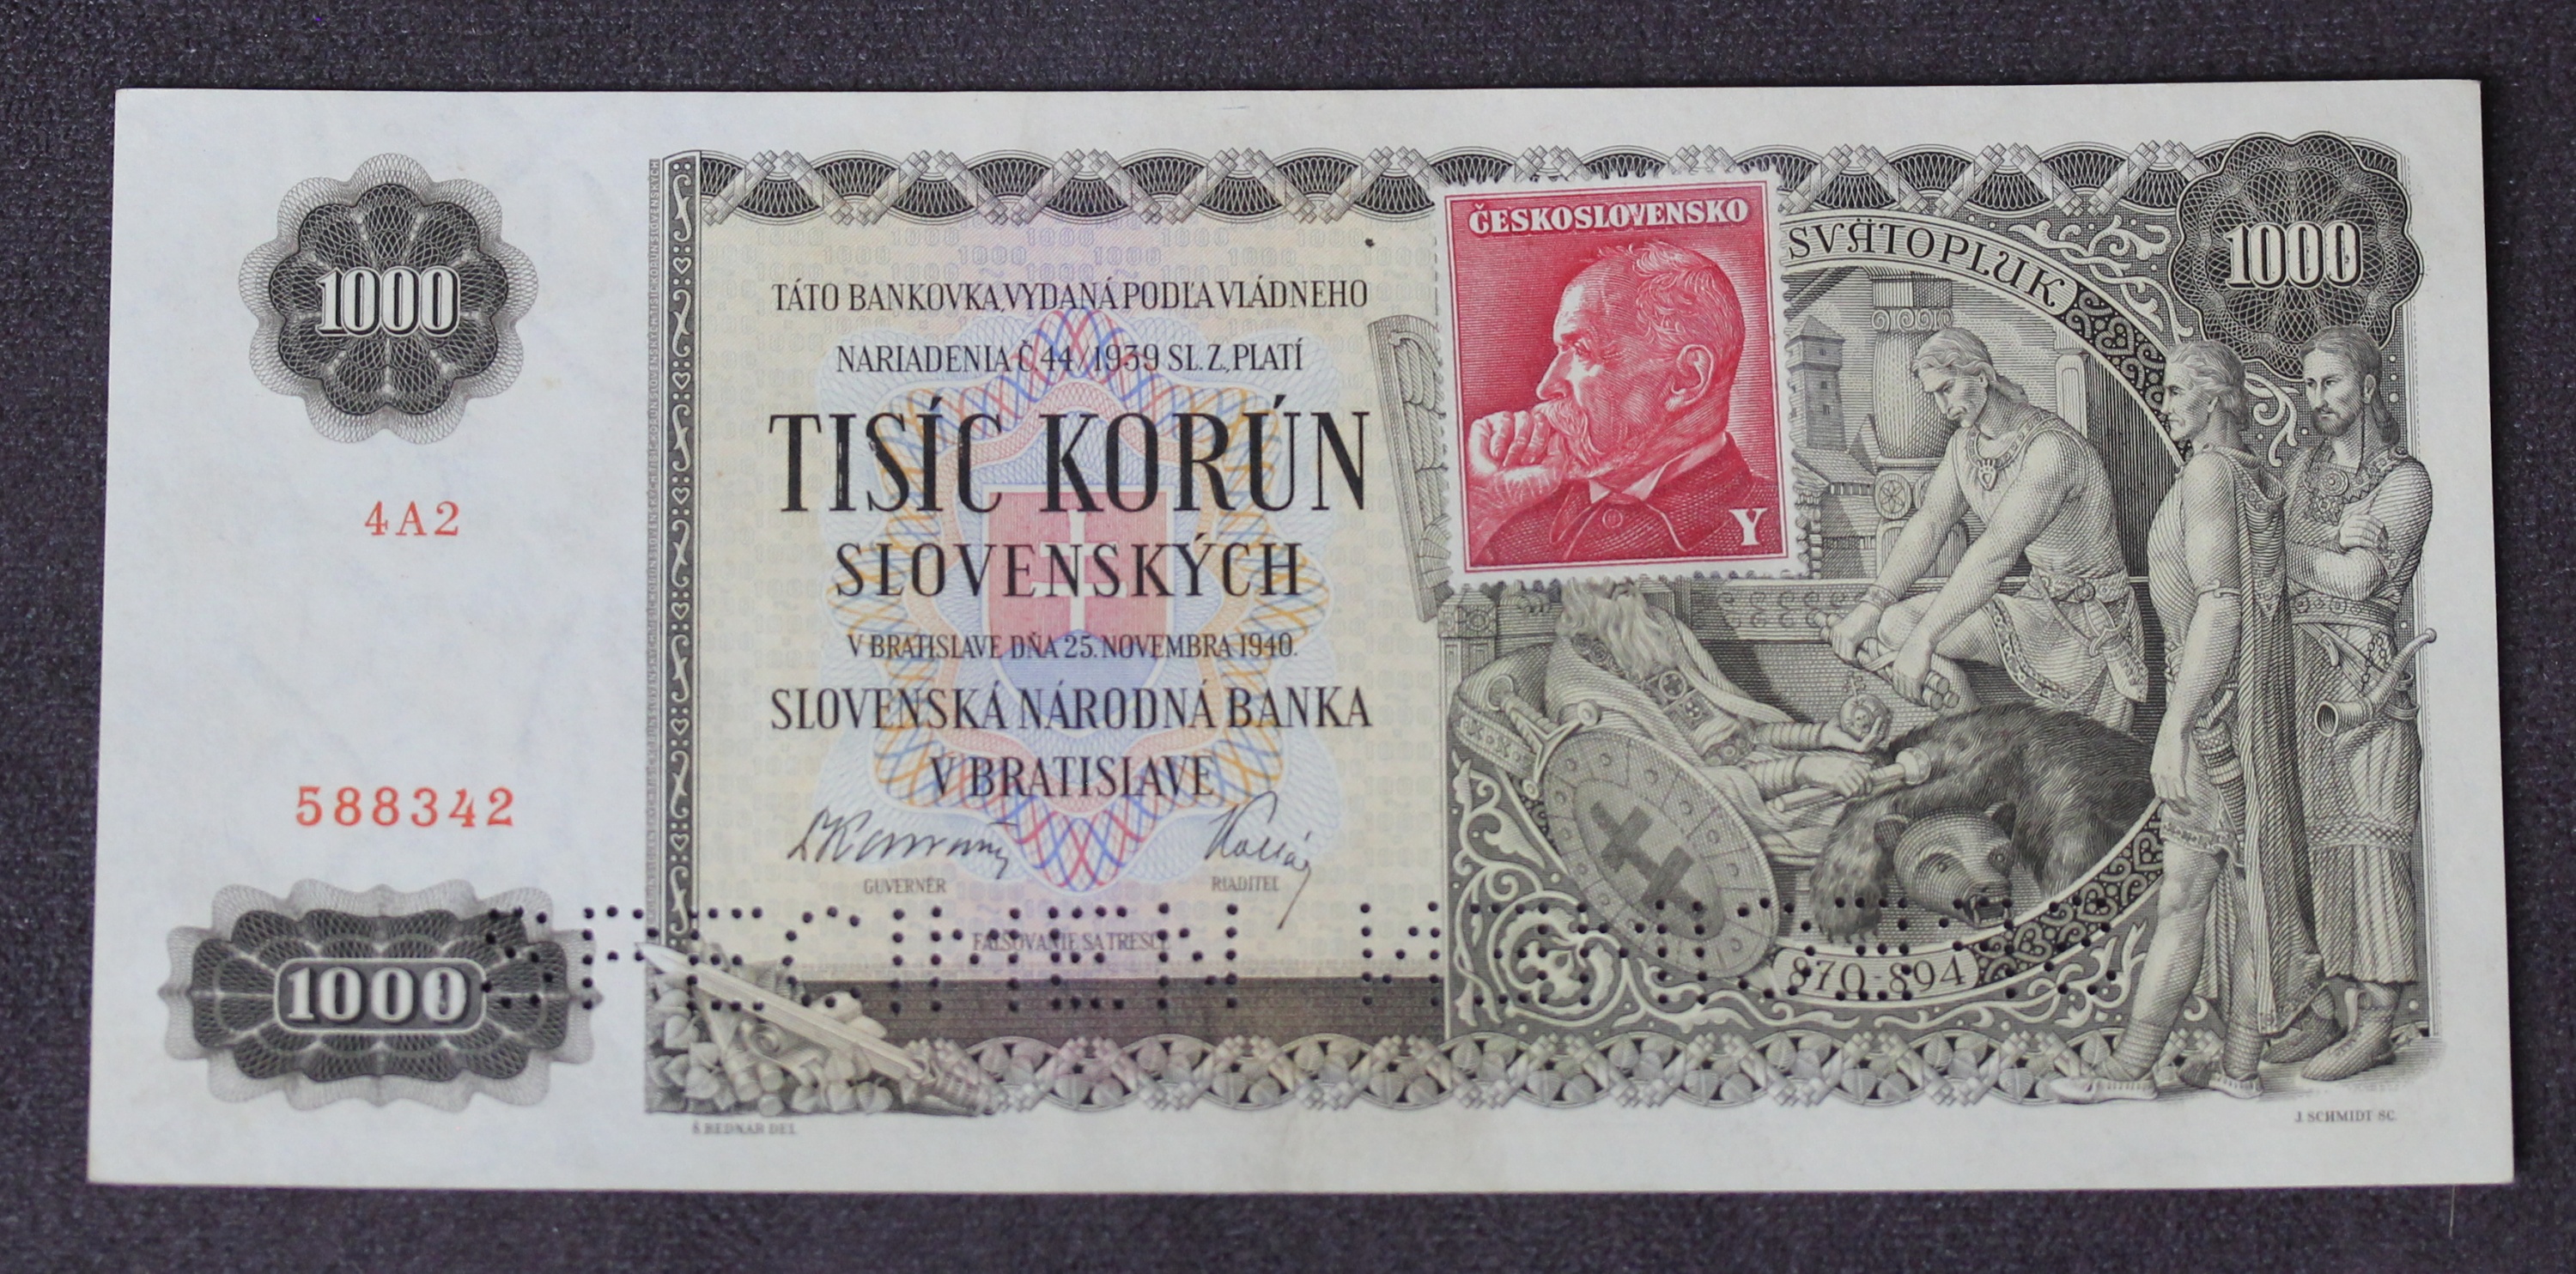 1000
4A2
588342
1000
TÁTO BANKOVKA, VYDANÁ PODĽA VLÁDNEHO
NARIADENIA Č. 44/1939 SL. Z., PLATÍ
TISÍC KORÚN
SLOVENSKÝCH
V BRATISLAVE DŇA 25. NOVEMBRA 1940.
SLOVENSKÁ NÁRODNÁ BANKA
V BRATISLAVE
GUVERNÉR
RIADITEĽ
FALŠOVANIE SA TRESCE
ČESKOSLOVENSKO
Y
SVÄTOPLUK
1000
870-894
Š. BEDNÁR DEL.
J. SCHMIDT SC.